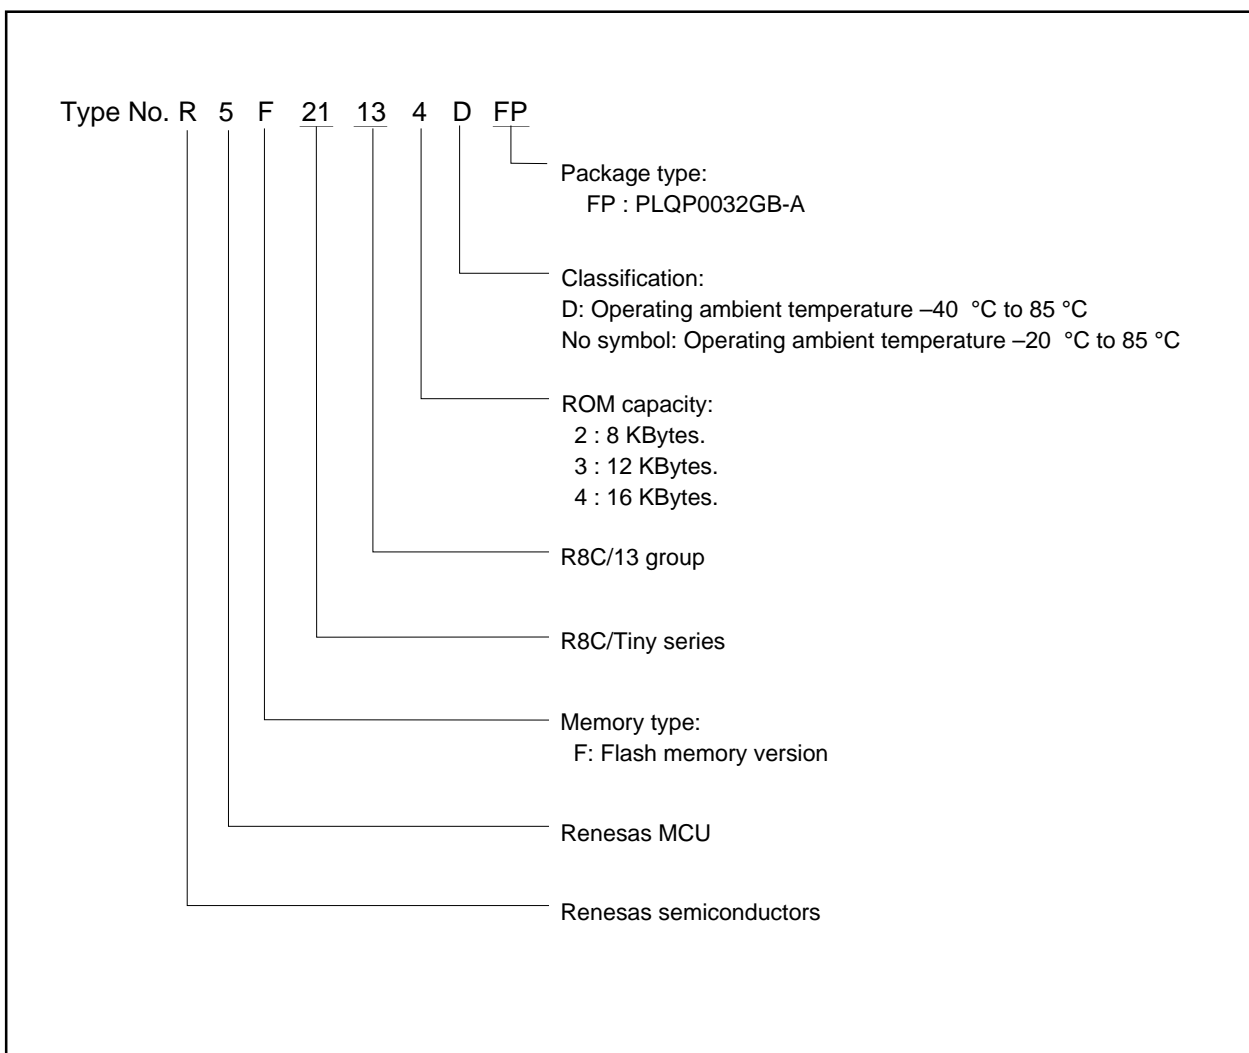 Type No. R 5 F 21 13 4 D FP
Package type:
FP : PLQP0032GB-A
Classification:
D: Operating ambient temperature –40 °C to 85 °C
No symbol: Operating ambient temperature –20 °C to 85 °C
ROM capacity:
2 : 8 KBytes.
3 : 12 KBytes.
4 : 16 KBytes.
R8C/13 group
R8C/Tiny series
Memory type:
F: Flash memory version
Renesas MCU
Renesas semiconductors